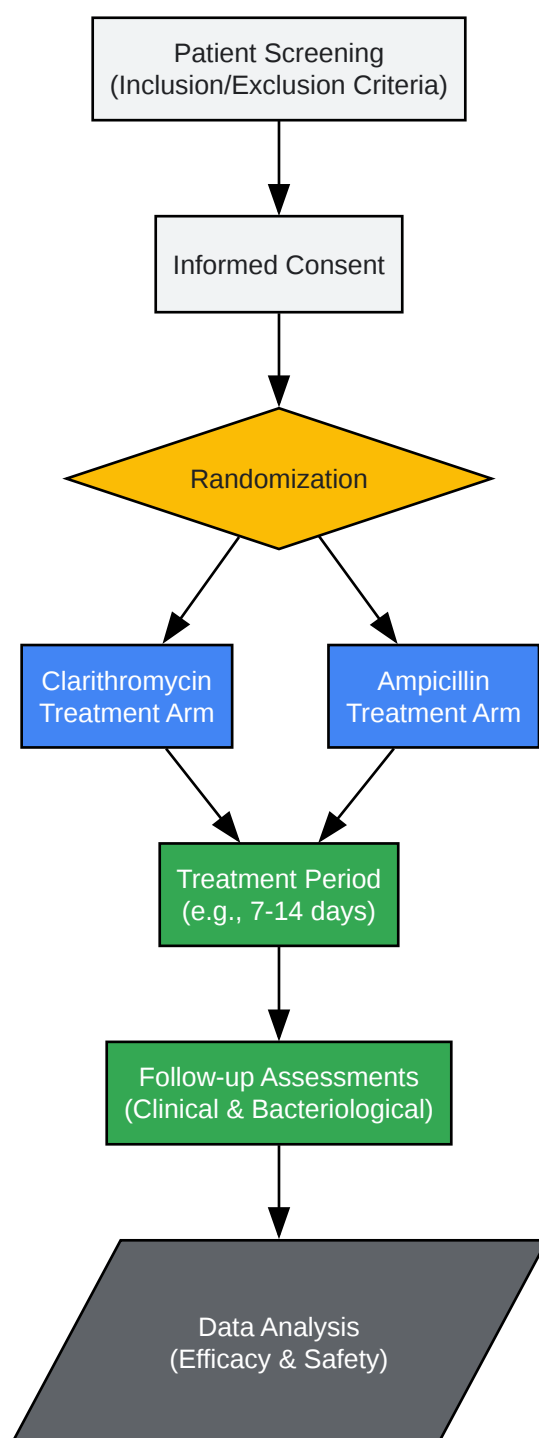 Patient Screening
(Inclusion/Exclusion Criteria)
Informed Consent
Randomization
Clarithromycin
Treatment Arm
Ampicillin
Treatment Arm
Treatment Period
(e.g., 7-14 days)
Follow-up Assessments
(Clinical & Bacteriological)
Data Analysis
(Efficacy & Safety)